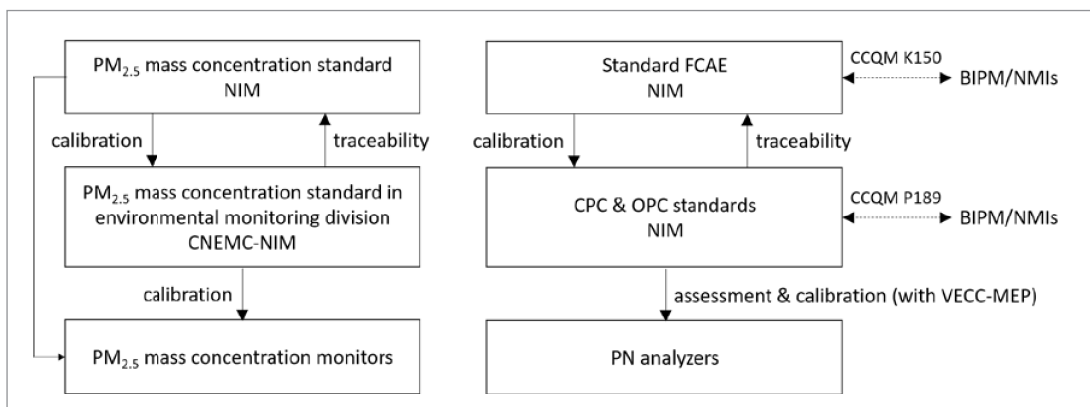 PM2.5 mass concentration standard
NIM
calibration
traceability
PM2.5 mass concentration standard in
environmental monitoring division
CNEMC-NIM
calibration
PM2.5 mass concentration monitors
Standard FCAE
NIM
CCQM K150
BIPM/NMIs
calibration
traceability
CPC & OPC standards
NIM
CCQM P189
BIPM/NMIs
assessment & calibration (with VECC-MEP)
PN analyzers